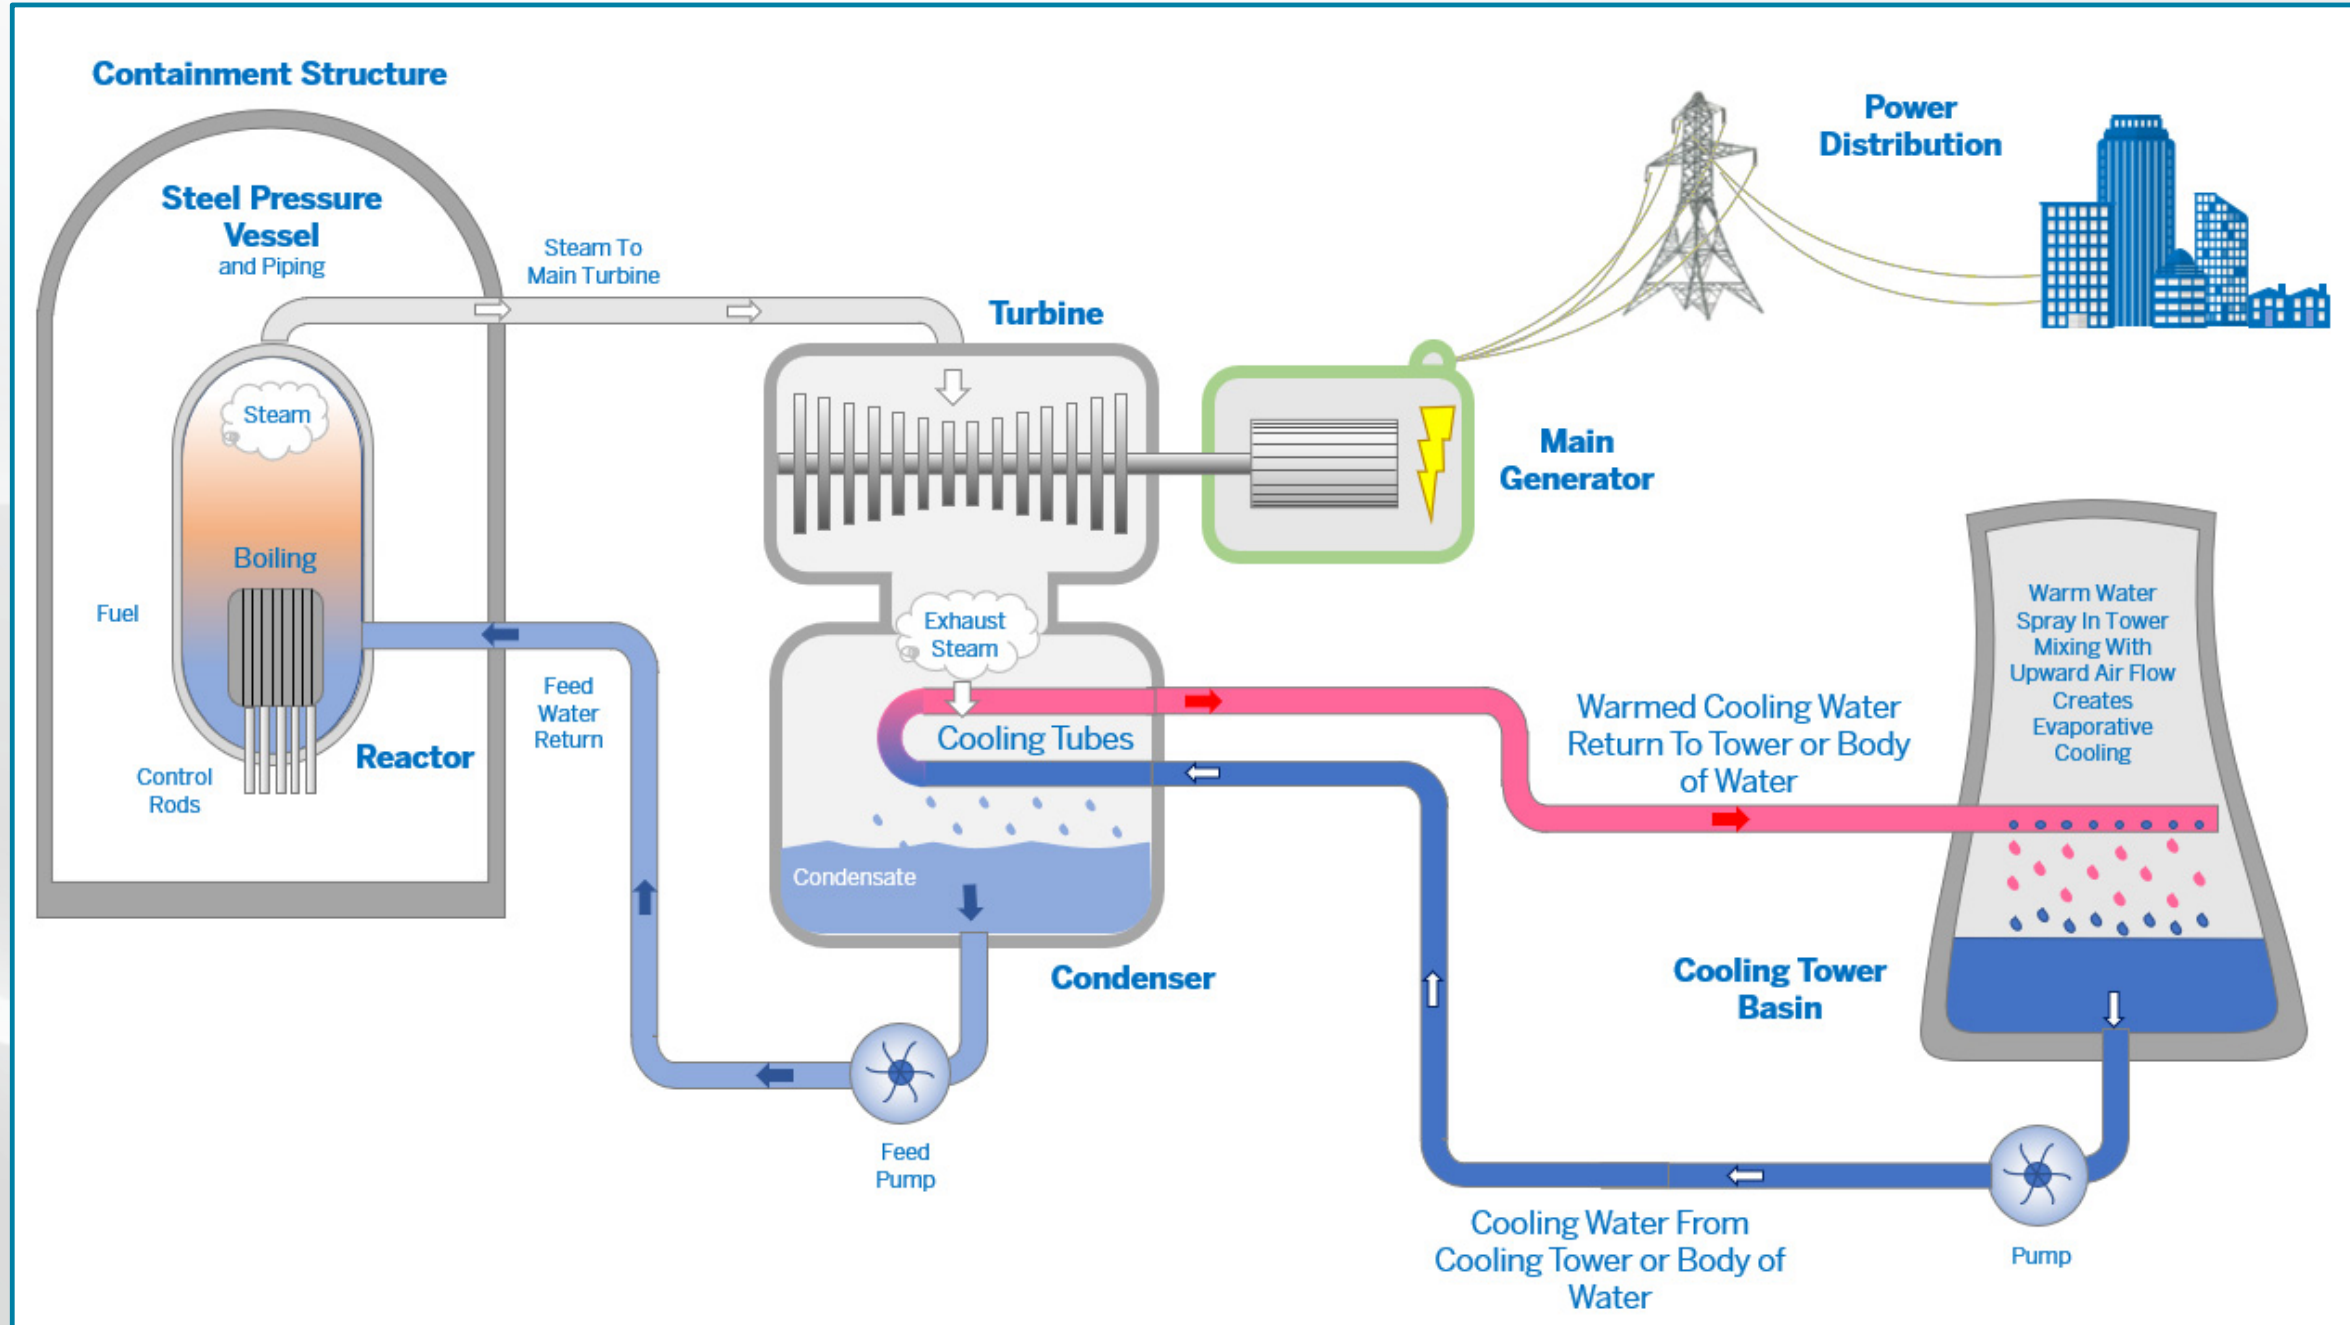 Containment Structure
Steel Pressure
Vessel
and Piping
Steam To
Main Turbine
Turbine
Power
Distribution
Steam
Boiling
Fuel
Control
Rods
Reactor
Feed
Water
Return
Main
Generator
Exhaust
Steam
Cooling Tubes
Condensate
Condenser
Feed
Pump
Warmed Cooling Water
Return To Tower or Body
of Water
Warm Water
Spray In Tower
Mixing With
Upward Air Flow
Creates
Evaporative
Cooling
Cooling Tower
Basin
Cooling Water From
Cooling Tower or Body of
Water
Pump